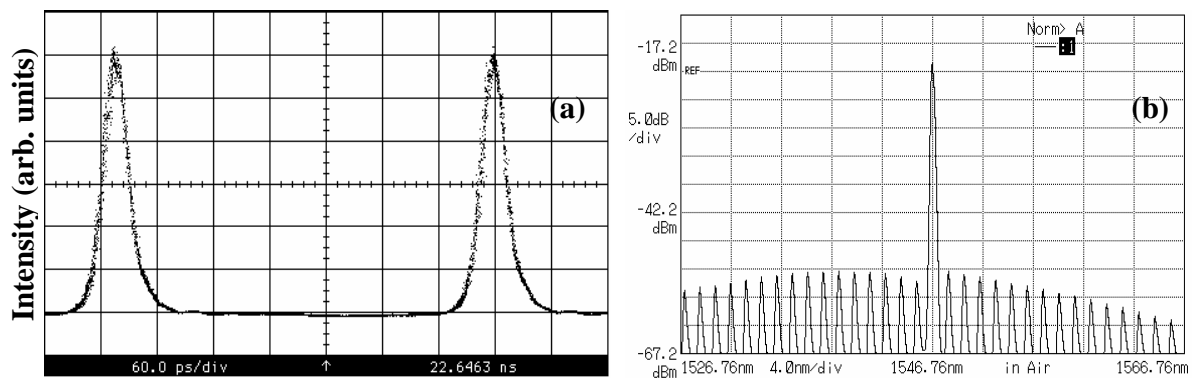 Intensity (arb. units)
(a)
60.0 ps/div
↑
22.6463 ns
Norm> A
-17.2
dBm
REF
(b)
5.0dB
/div
-42.2
dBm
-67.2
dBm
1526.76nm
4.0nm/div
1546.76nm
in Air
1566.76nm